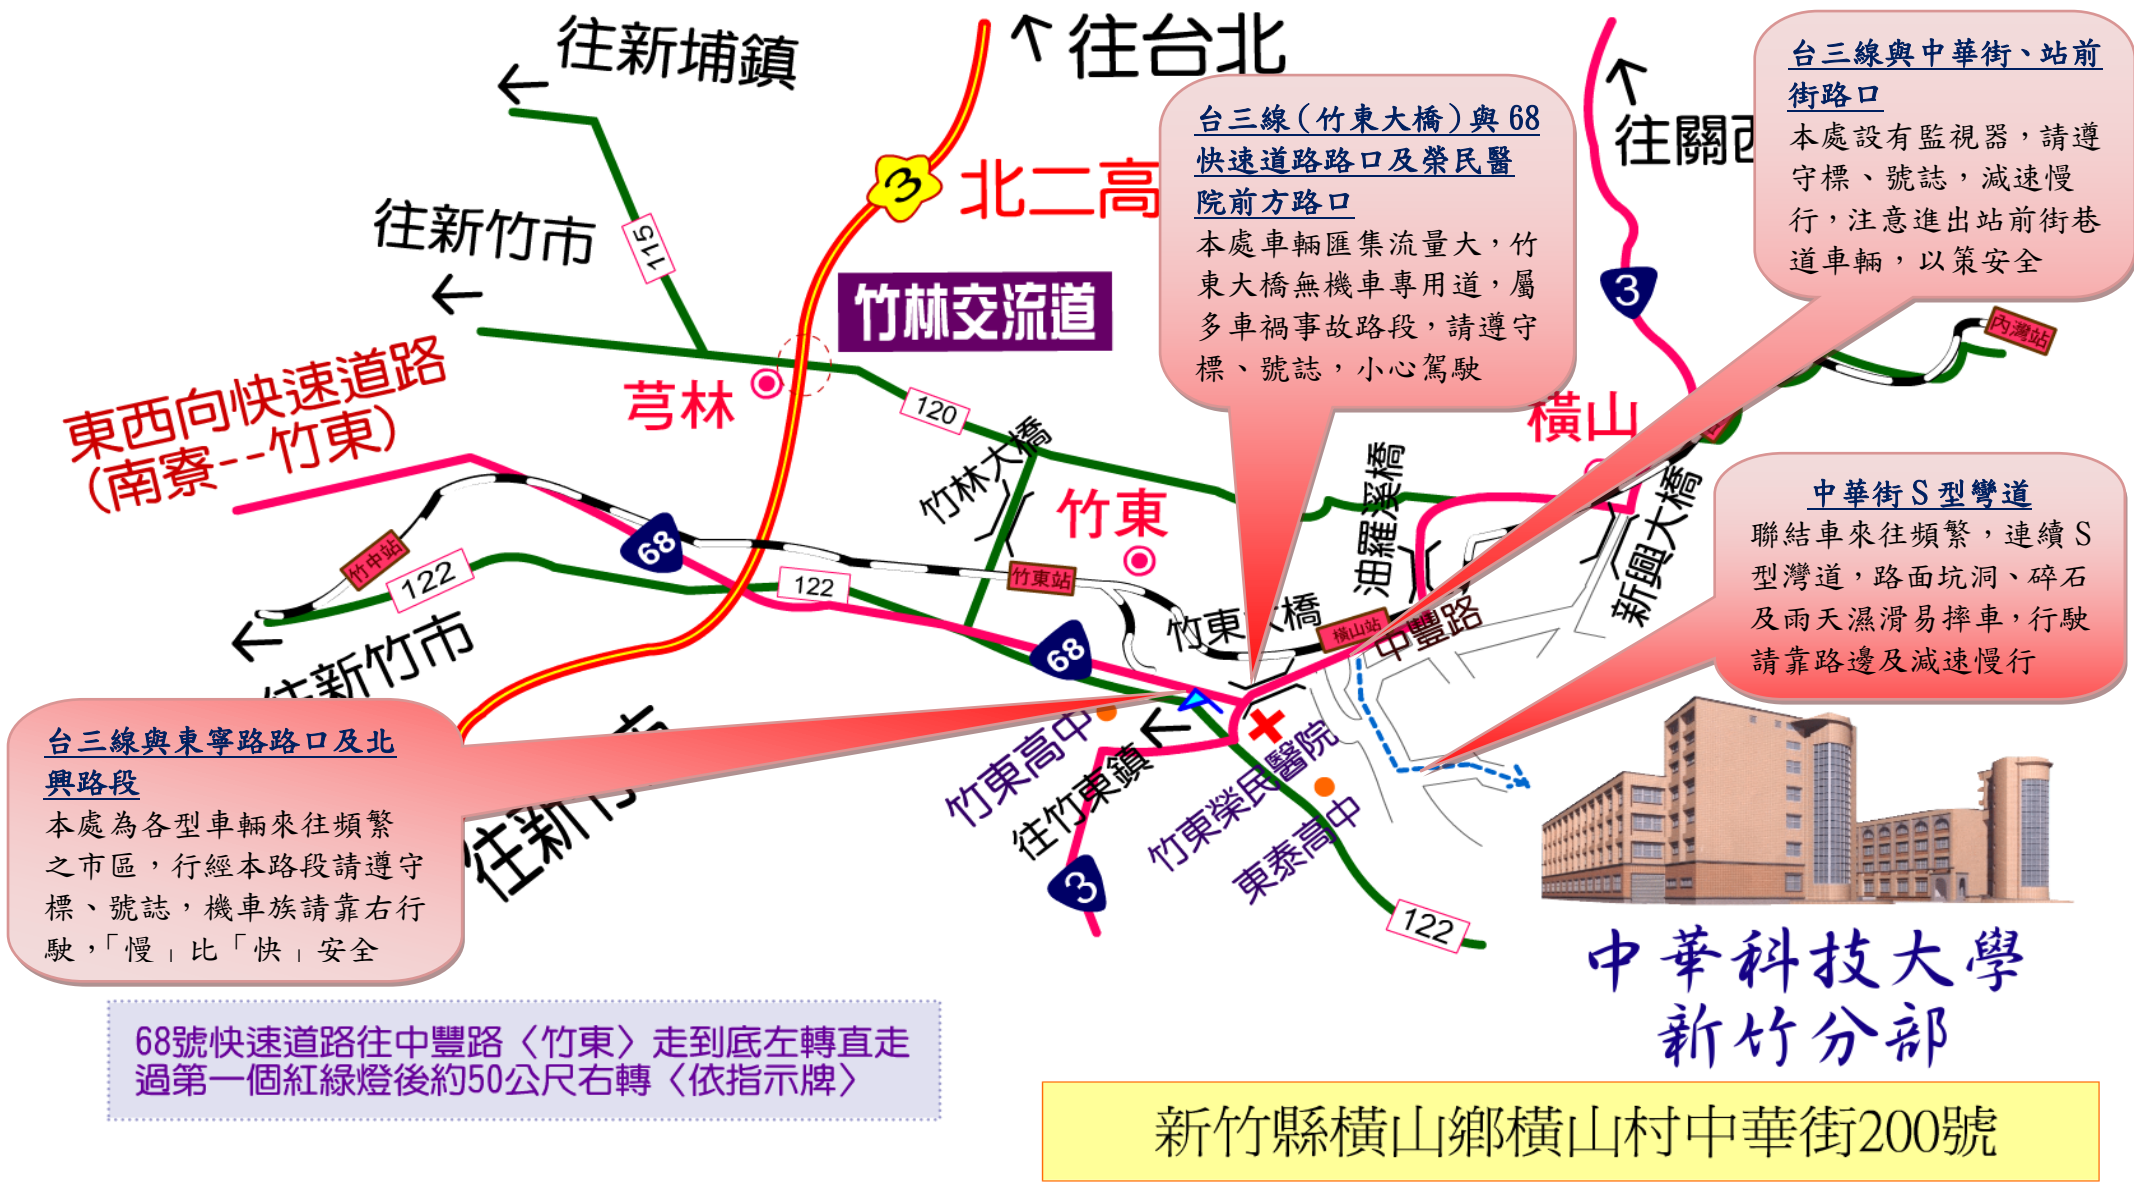 往新埔鎮
往台北
台三線與中華街、站前
街路口
本處設有監視器，請遵
守標、號誌，減速慢
行，注意進出站前街巷
道車輛，以策安全
台三線(竹東大橋)與 68
快速道路路口及榮民醫
院前方路口
本處車輛匯集流量大，竹
東大橋無機車專用道，屬
多車禍事故路段，請遵守
標、號誌，小心駕駛
往關西
3
北二高
往新竹市
115
3
竹林交流道
內灣站
東西向快速道路
(南寮--竹東)
芎林
120
橫山
竹林大橋
竹東
油羅溪橋
新興大橋
中華街 S 型彎道
聯結車來往頻繁，連續 S
型灣道，路面坑洞、碎石
及雨天濕滑易摔車，行駛
請靠路邊及減速慢行
68
竹中站
122
122
竹東站
往新竹市
竹東大橋
橫山站
中豐路
68
台三線與東寧路路口及北
興路段
本處為各型車輛來往頻繁
之市區，行經本路段請遵守
標、號誌，機車族請靠右行
駛，「慢」比「快」安全
往新竹市
竹東高中
往竹東鎮
竹東榮民醫院
東泰高中
3
122
中華科技大學
新竹分部
68號快速道路往中豐路〈竹東〉走到底左轉直走
過第一個紅綠燈後約50公尺右轉〈依指示牌〉
新竹縣橫山鄉橫山村中華街200號